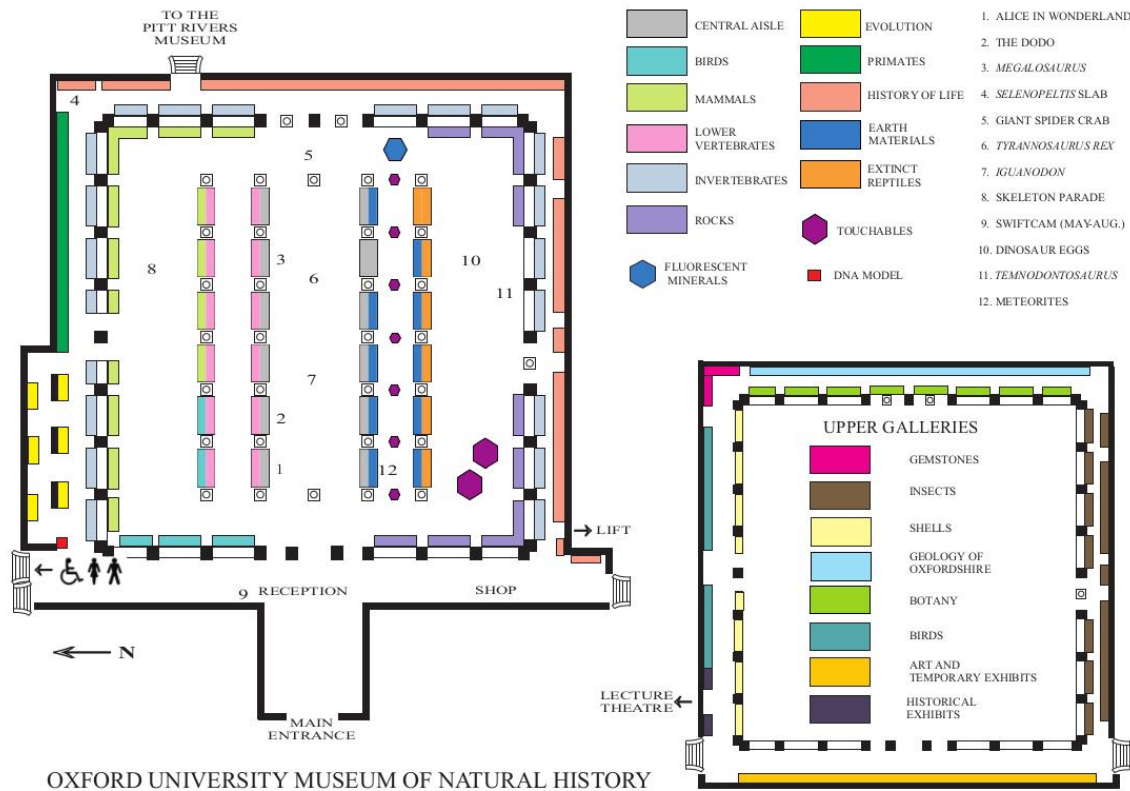 TO THE
PITT RIVERS
MUSEUM
4
5
8
3
6
10
11
7
2
1
12
LIFT
9 RECEPTION
SHOP
N
MAIN
ENTRANCE
OXFORD UNIVERSITY MUSEUM OF NATURAL HISTORY
CENTRAL AISLE
BIRDS
MAMMALS
LOWER
VERTEBRATES
INVERTEBRATES
ROCKS
FLUORESCENT
MINERALS
EVOLUTION
PRIMATES
HISTORY OF LIFE
EARTH
MATERIALS
EXTINCT
REPTILES
TOUCHABLES
DNA MODEL
1. ALICE IN WONDERLAND
2. THE DODO
3. MEGALOSAURUS
4. SELENOPELTIS SLAB
5. GIANT SPIDER CRAB
6. TYRANNOSAURUS REX
7. IGUANODON
8. SKELETON PARADE
9. SWIFTCAM (MAY-AUG.)
10. DINOSAUR EGGS
11. TEMNODONTOSAURUS
12. METEORITES
UPPER GALLERIES
GEMSTONES
INSECTS
SHELLS
GEOLOGY OF
OXFORDSHIRE
BOTANY
BIRDS
ART AND
TEMPORARY EXHIBITS
HISTORICAL
EXHIBITS
LECTURE
THEATRE